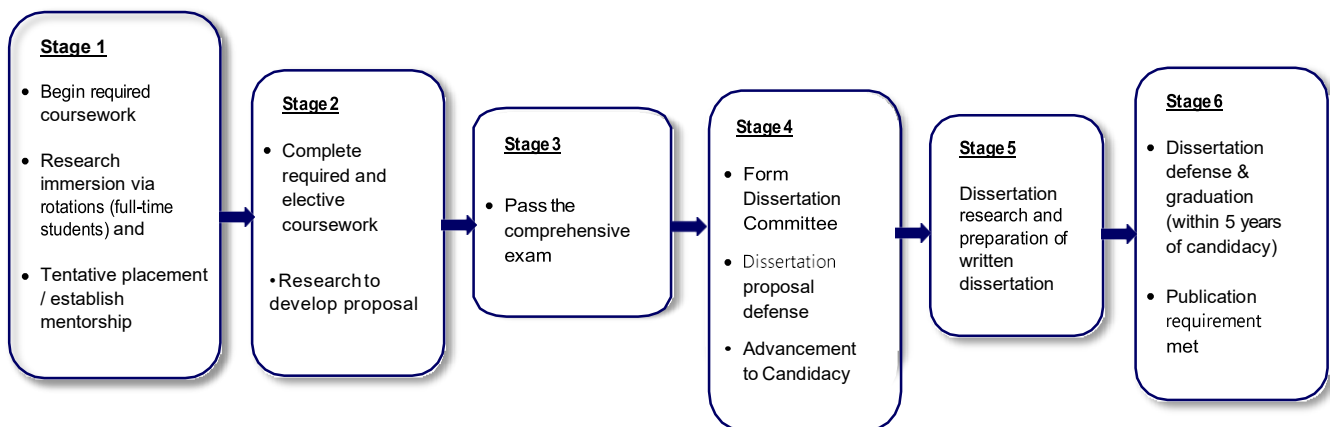 Stage 1
• Begin required
coursework
• Research
immersion via
rotations (full-time
students) and
• Tentative placement
/ establish
mentorship
Stage 2
• Complete
required and
elective
coursework
• Research to
develop proposal
Stage 3
• Pass the
comprehensive
exam
Stage 4
• Form
Dissertation
Committee
• Dissertation
proposal
defense
• Advancement
to Candidacy
Stage 5
Dissertation
research and
preparation of
written
dissertation
Stage 6
• Dissertation
defense &
graduation
(within 5 years
of candidacy)
• Publication
requirement
met